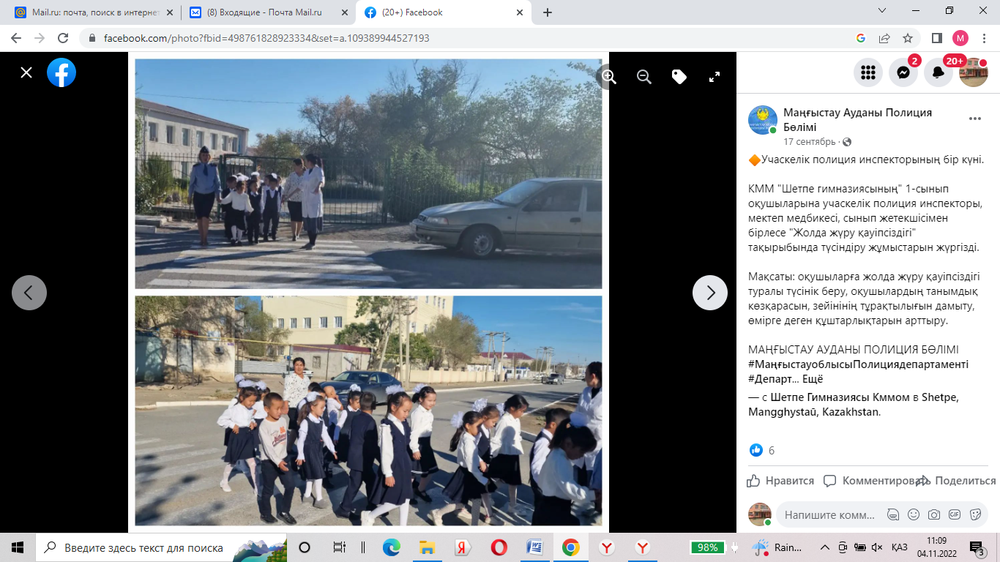 Mail.ru: почта, поиск в интернет
(8) Входящие - Почта Mail.ru
(20+) Facebook
facebook.com/photo?fbid=498761828923334&set=a.109389944527193
M
2
20+
Маңғыстау Ауданы Полиция
Бөлімі
17 сентябрь ·
🔶Учаскелік полиция инспекторының бір күні.
КММ "Шетпе гимназиясының" 1-сынып
оқушыларына учаскелік полиция инспекторы,
мектеп медбикесі, сынып жетекшісімен
бірлесе "Жолда жүру қауіпсіздігі"
тақырыбында түсіндіру жұмыстарын жүргізді.
Мақсаты: оқушыларға жолда жүру қауіпсіздігі
туралы түсінік беру, оқушылардың танымдық
көзқарасын, зейінінің тұрақтылығын дамыту,
өмірге деген құштарлықтарын арттыру.
МАҢҒЫСТАУ АУДАНЫ ПОЛИЦИЯ БӨЛІМІ
#МаңғыстауоблысыПолициядепартаменті
#Департ... Ещё
— с Шетпе Гимназиясы Кммом в Shetpe,
Mangghystaū, Kazakhstan.
6
Нравится
Комментировать
Поделиться
Напишите комм...
GIF
Введите здесь текст для поиска
98%
Rain...
ҚАЗ
11:09
04.11.2022
3